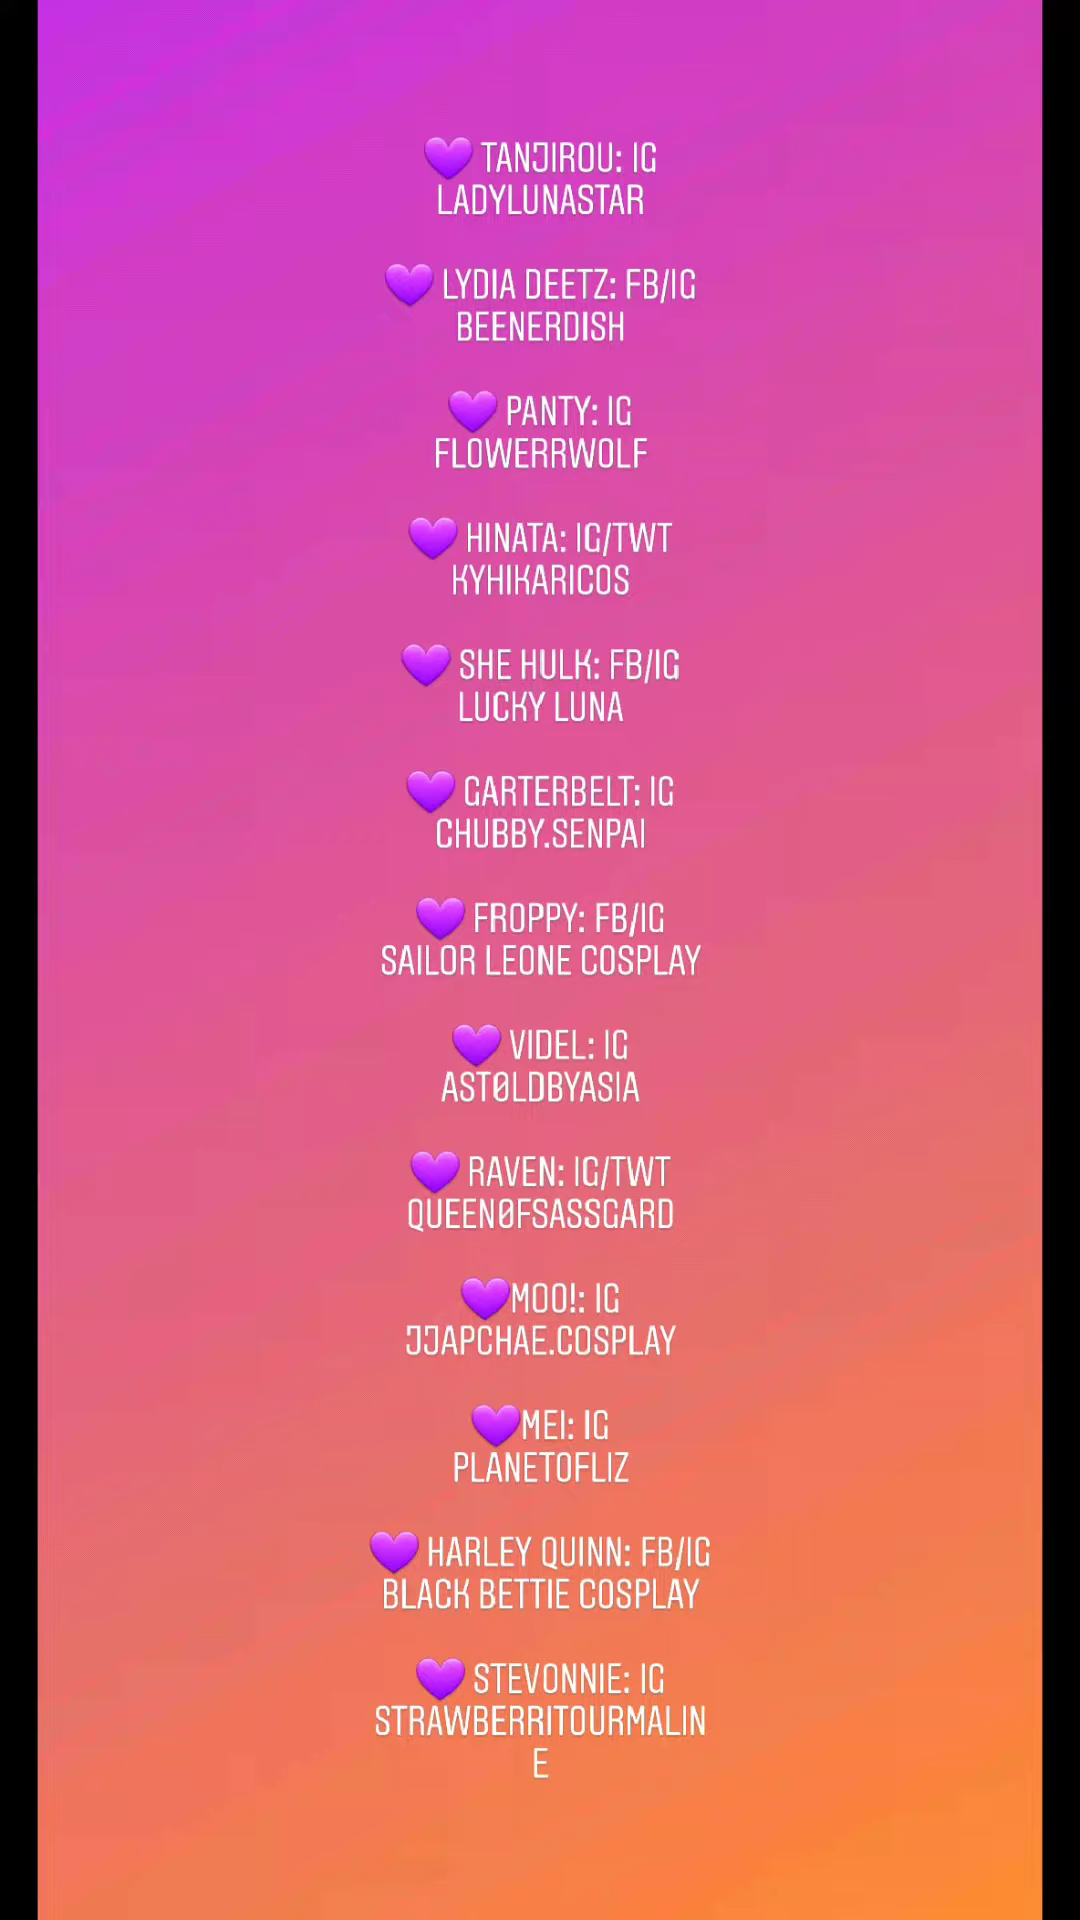 💜 TANJIROU: IG
LADYLUNASTAR
💜 LYDIA DEETZ: FB/IG
BEENERDISH
💜 PANTY: IG
FLOWERRWOLF
💜 HINATA: IG/TWT
KYHIKARICOS
💜 SHE HULK: FB/IG
LUCKY LUNA
💜 GARTERBELT: IG
CHUBBY.SENPAI
💜 FROPPY: FB/IG
SAILOR LEONE COSPLAY
💜 VIDEL: IG
AST0LDBYASIA
💜 RAVEN: IG/TWT
QUEEN0FSASSGARD
💜MOO!: IG
JJAPCHAE.COSPLAY
💜MEI: IG
PLANETOFLIZ
💜 HARLEY QUINN: FB/IG
BLACK BETTIE COSPLAY
💜 STEVONNIE: IG
STRAWBERRITOURMALIN
E